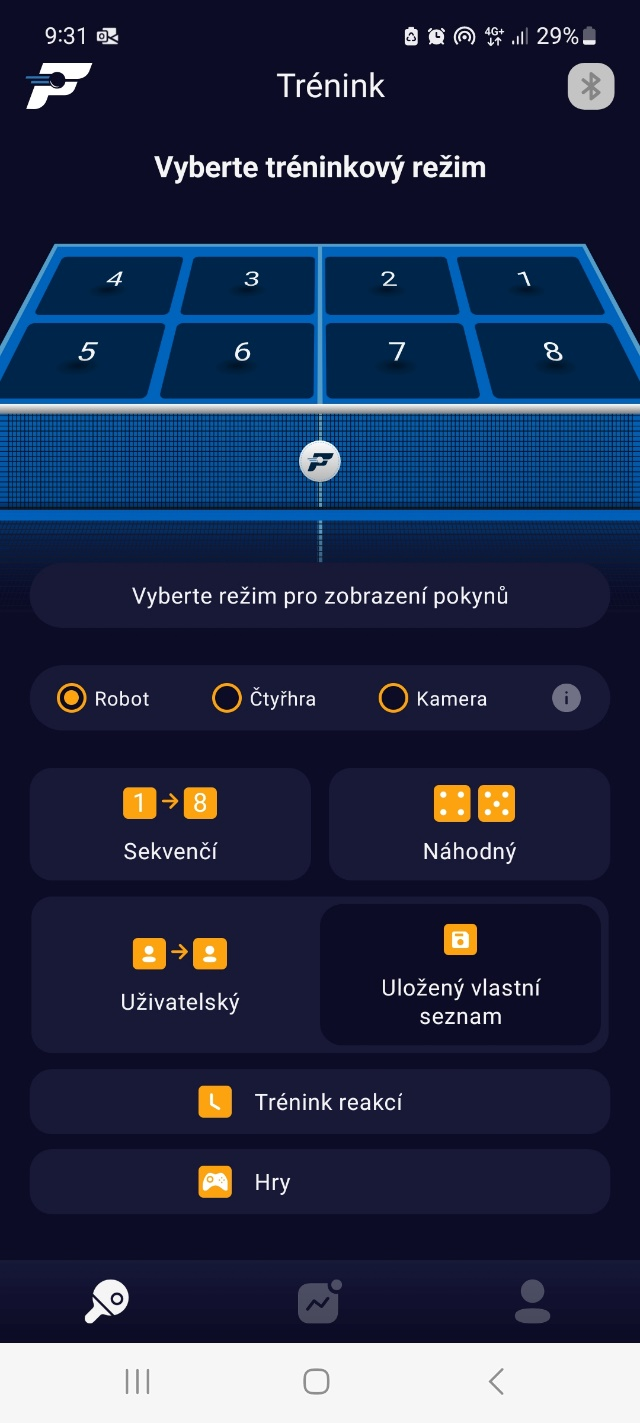 9:31
4G+
29%
Trénink
Vyberte tréninkový režim
4 3 2 1
5 6 7 8
Vyberte režim pro zobrazení pokynů
Robot Čtyřhra Kamera i
1 → 8
Sekvenčí
Náhodný
Uživatelský
Uložený vlastní
seznam
Trénink reakcí
Hry